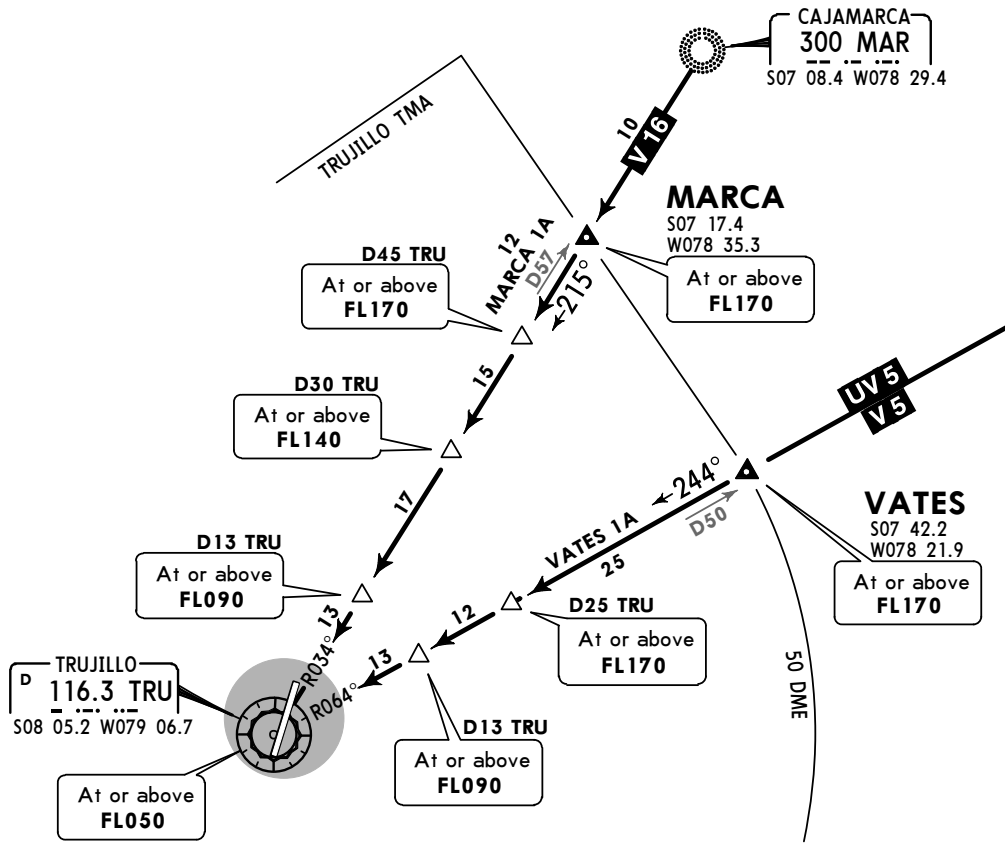 CAJAMARCA
300 MAR
S07 08.4 W078 29.4
TRUJILLO TMA
10
V 16
MARCA
S07 17.4
W078 35.3
At or above
FL170
12
MARCA 1A
D57
←215°
D45 TRU
At or above
FL170
15
D30 TRU
At or above
FL140
17
UV 5
V 5
←244°
D50
VATES 1A
25
VATES
S07 42.2
W078 21.9
At or above
FL170
D13 TRU
At or above
FL090
13
R034°
D25 TRU
At or above
FL170
12
13
R064°
50 DME
TRUJILLO
D 116.3 TRU
S08 05.2 W079 06.7
D13 TRU
At or above
FL090
At or above
FL050